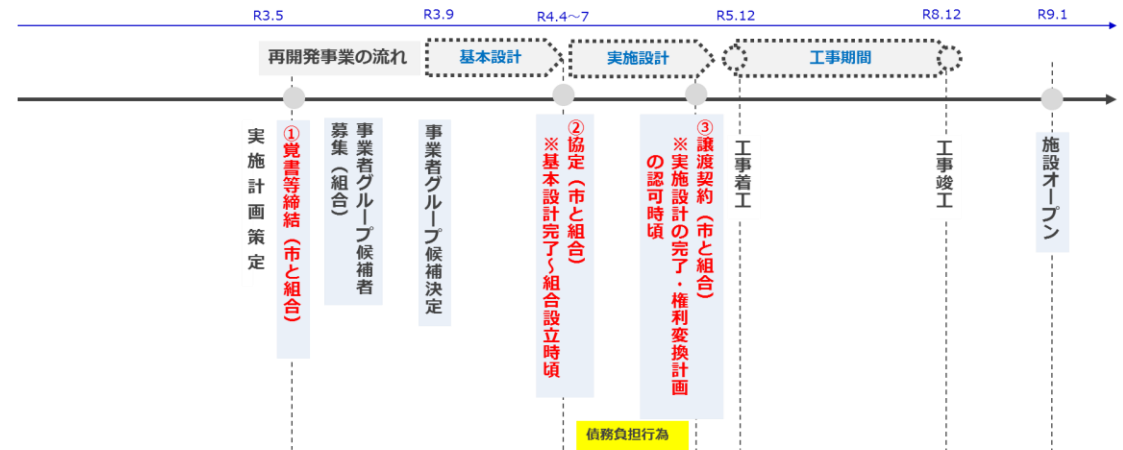 R3.5
R3.9
R4.4～7
R5.12
R8.12
R9.1
再開発事業の流れ
基本設計
実施設計
工事期間
実施計画策定
①覚書等締結（市と組合）
事業者グループ候補者
募集（組合）
事業者グループ候補決定
②協定（市と組合）
※基本設計完了～組合設立時頃
③譲渡契約（市と組合）
※実施設計の完了・権利変換計画
の認可時頃
工事着工
工事竣工
施設オープン
債務負担行為